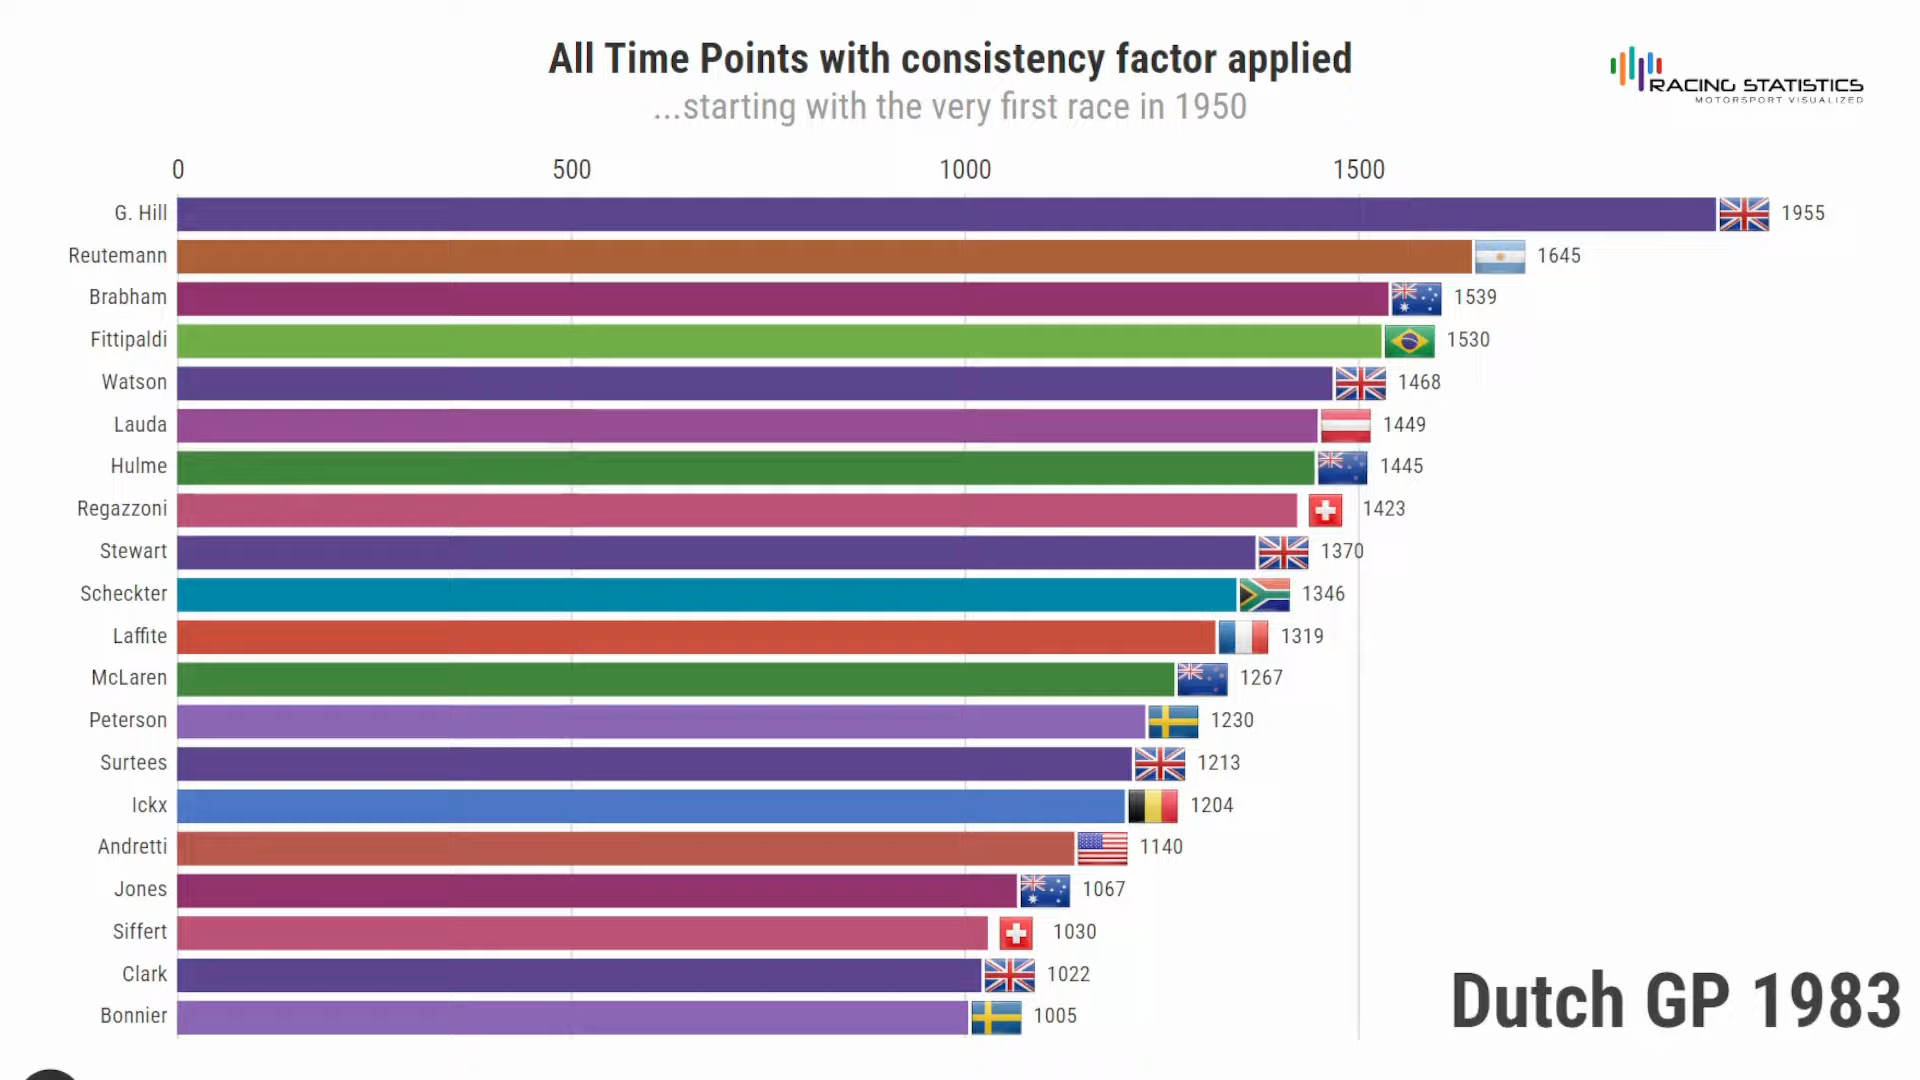 All Time Points with consistency factor applied
...starting with the very first race in 1950
RACING STATISTICS
MOTORSPORT VISUALIZED
0 500 1000 1500
G. Hill 1955
Reutemann 1645
Brabham 1539
Fittipaldi 1530
Watson 1468
Lauda 1449
Hulme 1445
Regazzoni 1423
Stewart 1370
Scheckter 1346
Laffite 1319
McLaren 1267
Peterson 1230
Surtees 1213
Ickx 1204
Andretti 1140
Jones 1067
Siffert 1030
Clark 1022
Bonnier 1005
Dutch GP 1983